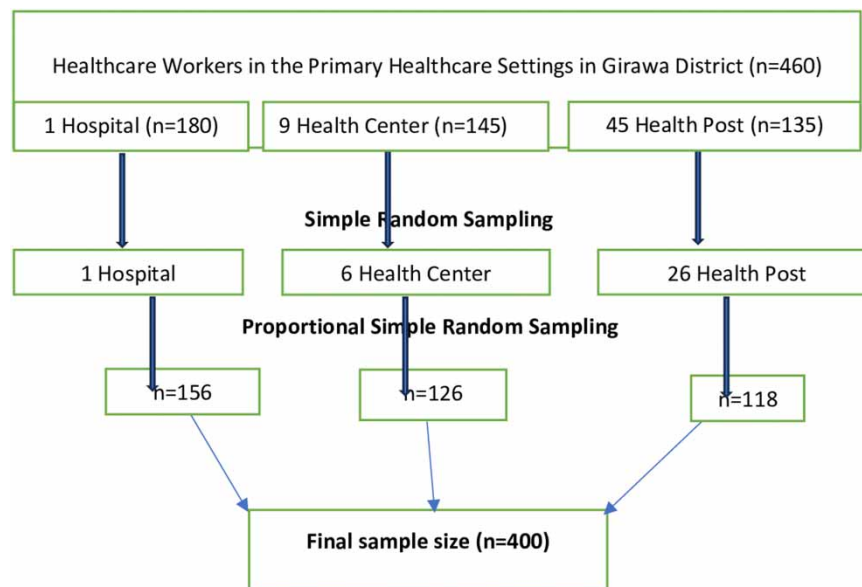 Healthcare Workers in the Primary Healthcare Settings in Girawa District (n=460)
1 Hospital (n=180)
9 Health Center (n=145)
45 Health Post (n=135)
Simple Random Sampling
1 Hospital
6 Health Center
26 Health Post
Proportional Simple Random Sampling
n=156
n=126
n=118
Final sample size (n=400)